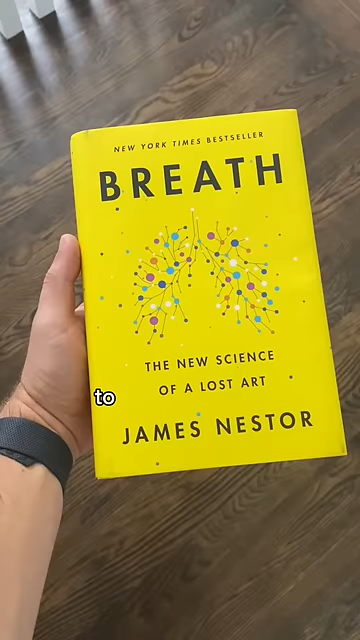 NEW YORK TIMES BESTSELLER
BREATH
THE NEW SCIENCE
OF A LOST ART
to
JAMES NESTOR